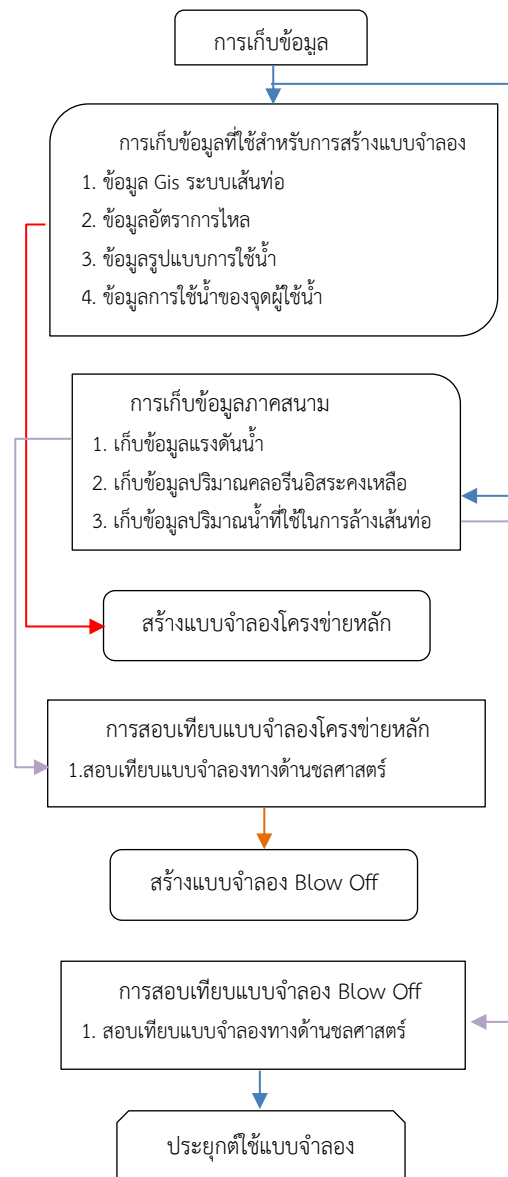 การเก็บข้อมูล
การเก็บข้อมูลที่ใช้สำหรับการสร้างแบบจำลอง
1. ข้อมูล Gis ระบบเส้นท่อ
2. ข้อมูลอัตราการไหล
3. ข้อมูลรูปแบบการใช้น้ำ
4. ข้อมูลการใช้น้ำของจุดผู้ใช้น้ำ
การเก็บข้อมูลภาคสนาม
1. เก็บข้อมูลแรงดันน้ำ
2. เก็บข้อมูลปริมาณคลอรีนอิสระคงเหลือ
3. เก็บข้อมูลปริมาณน้ำที่ใช้ในการล้างเส้นท่อ
สร้างแบบจำลองโครงข่ายหลัก
การสอบเทียบแบบจำลองโครงข่ายหลัก
1.สอบเทียบแบบจำลองทางด้านชลศาสตร์
สร้างแบบจำลอง Blow Off
การสอบเทียบแบบจำลอง Blow Off
1. สอบเทียบแบบจำลองทางด้านชลศาสตร์
ประยุกต์ใช้แบบจำลอง